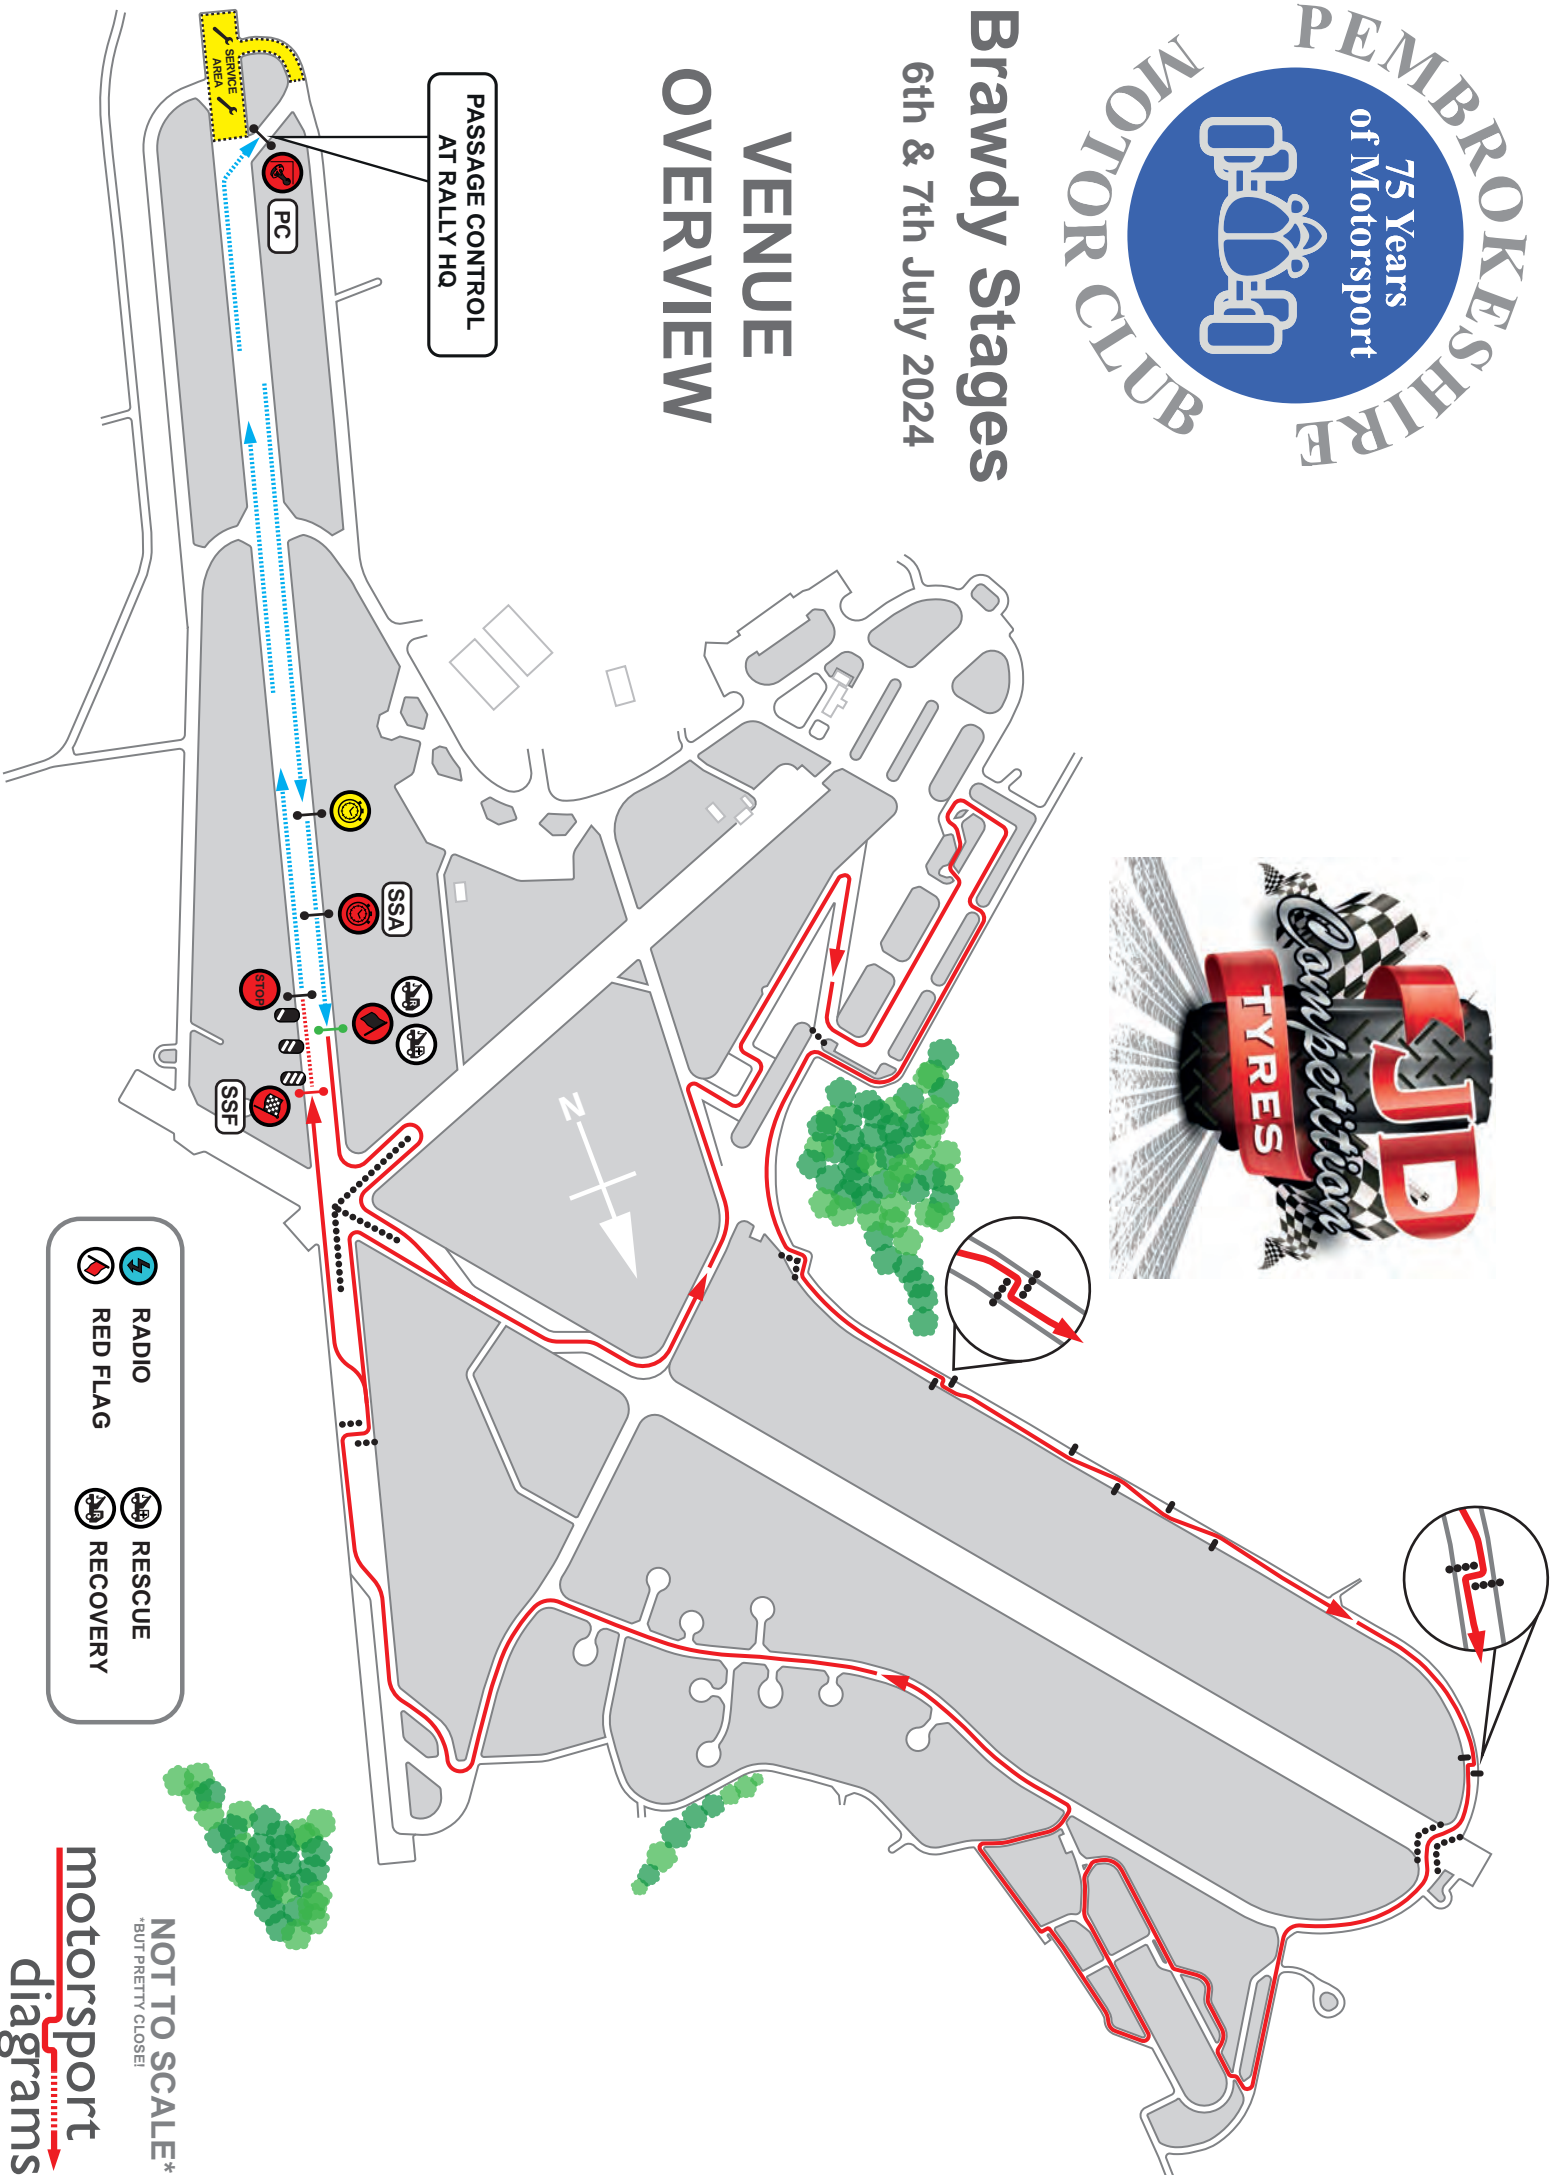 PEMBROKESHIRE
MOTOR CLUB
75 Years
of Motorsport
Brawdy Stages
6th & 7th July 2024
VENUE
OVERVIEW
JD
Competition
TYRES
PASSAGE CONTROL
AT RALLY HQ
SERVICE
AREA
PC
SSA
STOP
SSF
N
R
RADIO
RED FLAG
RESCUE
R
RECOVERY
NOT TO SCALE*
*BUT PRETTY CLOSE!
motorsport
diagrams